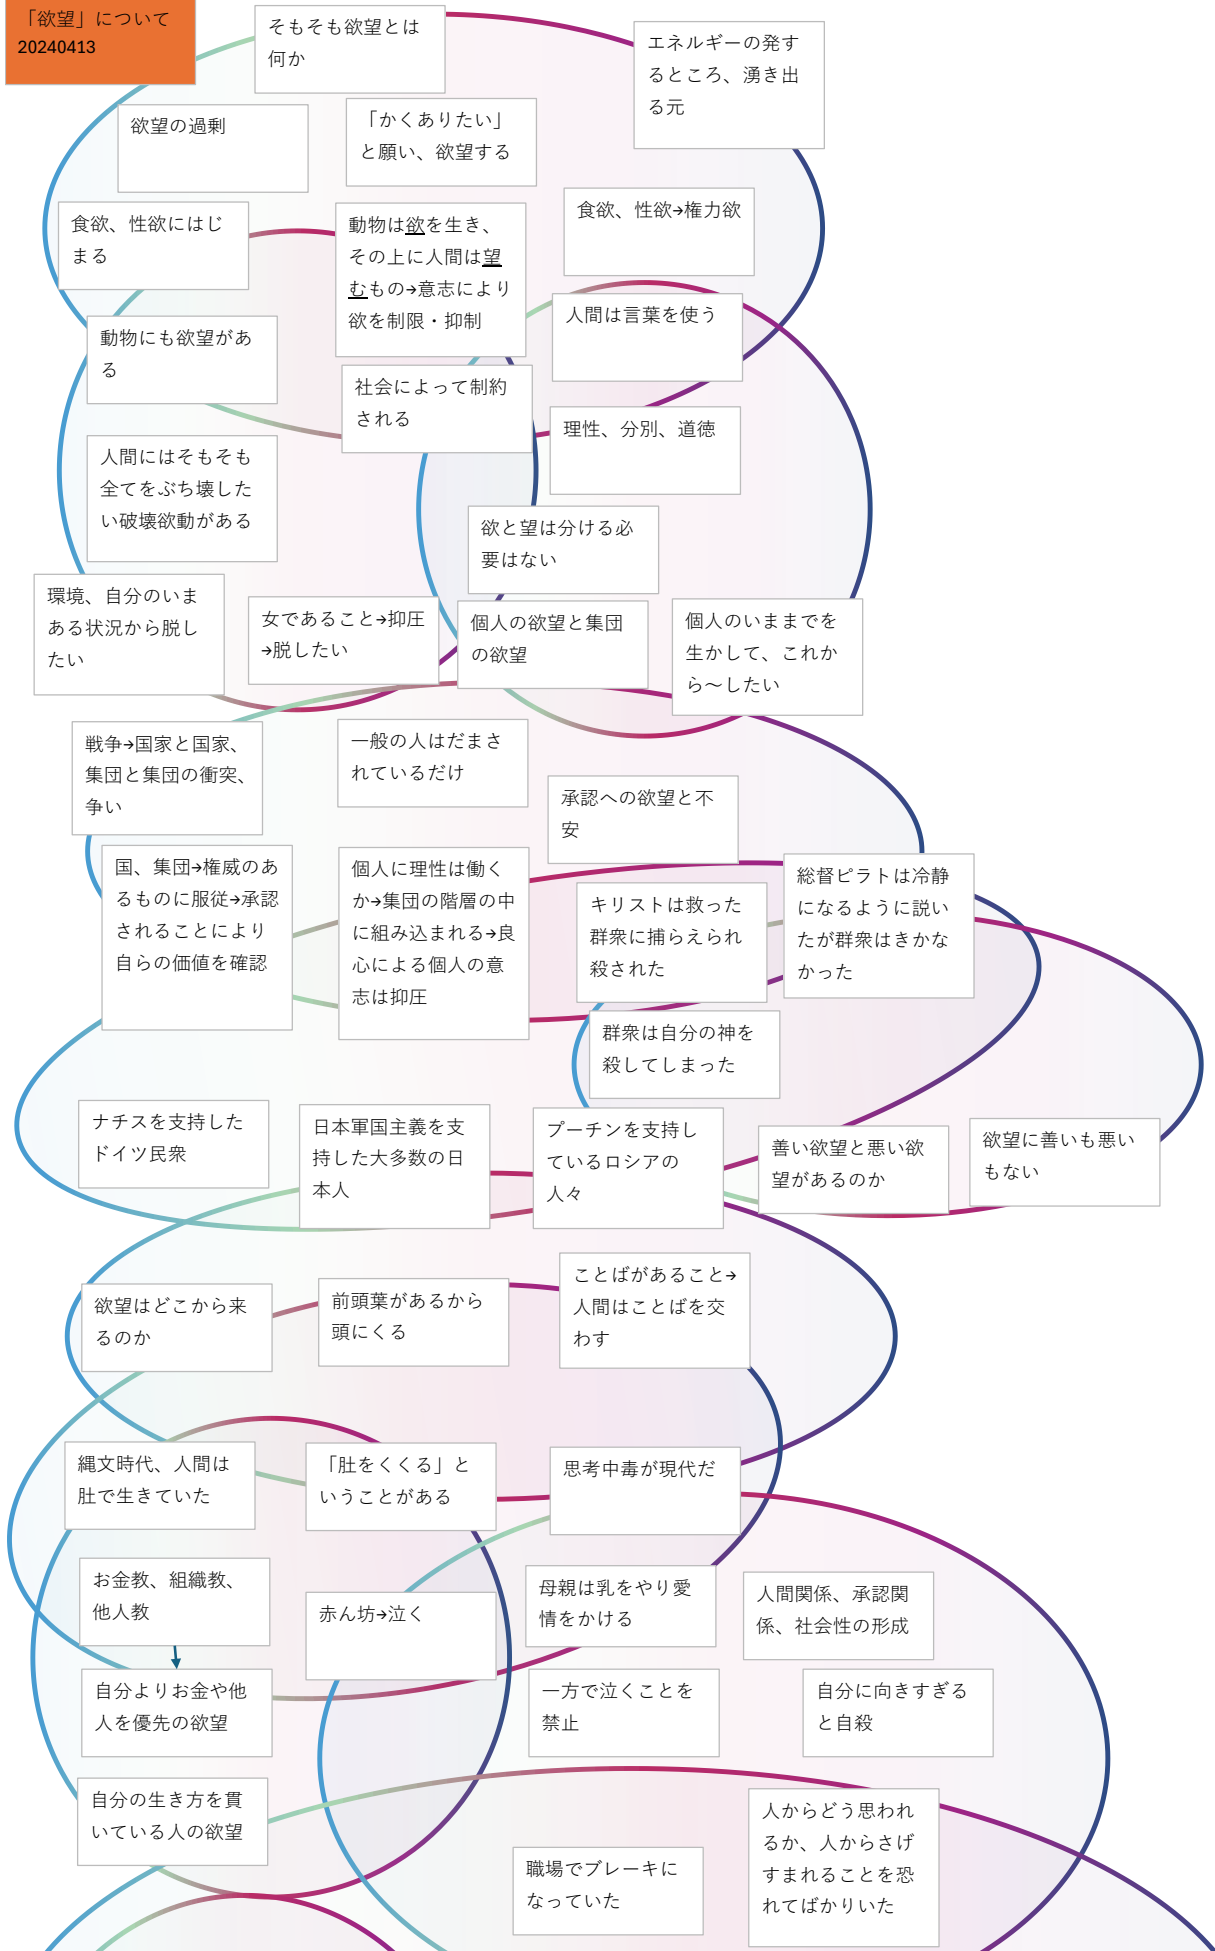 「欲望」について
20240413
そもそも欲望とは
何か
エネルギーの発す
るところ、湧き出
る元
欲望の過剰
「かくありたい」
と願い、欲望する
食欲、性欲にはじ
まる
動物は欲を生き、
その上に人間は望
むもの→意志により
欲を制限・抑制
食欲、性欲→権力欲
動物にも欲望があ
る
人間は言葉を使う
社会によって制約
される
理性、分別、道徳
人間にはそもそも
全てをぶち壊した
い破壊欲動がある
欲と望は分ける必
要はない
環境、自分のいま
ある状況から脱し
たい
女であること→抑圧
→脱したい
個人の欲望と集団
の欲望
個人のいままでを
生かして、これか
ら～したい
戦争→国家と国家、
集団と集団の衝突、
争い
一般の人はだまさ
れているだけ
承認への欲望と不
安
国、集団→権威のあ
るものに服従→承認
されることにより
自らの価値を確認
個人に理性は働く
か→集団の階層の中
に組み込まれる→良
心による個人の意
志は抑圧
キリストは救った
群衆に捕らえられ
殺された
総督ピラトは冷静
になるように説い
たが群衆はきかな
かった
群衆は自分の神を
殺してしまった
ナチスを支持した
ドイツ民衆
日本軍国主義を支
持した大多数の日
本人
プーチンを支持し
ているロシアの
人々
善い欲望と悪い欲
望があるのか
欲望に善いも悪い
もない
欲望はどこから来
るのか
前頭葉があるから
頭にくる
ことばがあること→
人間はことばを交
わす
縄文時代、人間は
肚で生きていた
「肚をくくる」と
いうことがある
思考中毒が現代だ
お金教、組織教、
他人教
赤ん坊→泣く
母親は乳をやり愛
情をかける
人間関係、承認関
係、社会性の形成
自分よりお金や他
人を優先の欲望
一方で泣くことを
禁止
自分に向きすぎる
と自殺
自分の生き方を貫
いている人の欲望
職場でブレーキに
なっていた
人からどう思われ
るか、人からさげ
すまれることを恐
れてばかりいた